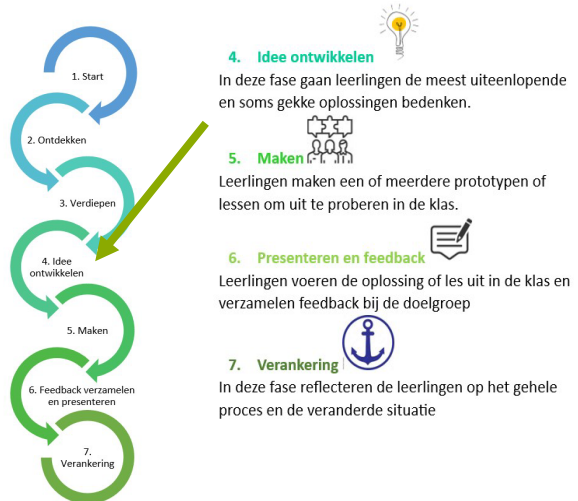 1. Start
2. Ontdekken
3. Verdiepen
4. Idee
ontwikkelen
5. Maken
6. Feedback verzamelen
en presenteren
7.
Verankering
4. Idee ontwikkelen
In deze fase gaan leerlingen de meest uiteenlopende
en soms gekke oplossingen bedenken.
5. Maken
Leerlingen maken een of meerdere prototypen of
lessen om uit te proberen in de klas.
6. Presenteren en feedback
Leerlingen voeren de oplossing of les uit in de klas en
verzamelen feedback bij de doelgroep
7. Verankering
In deze fase reflecteren de leerlingen op het gehele
proces en de veranderde situatie